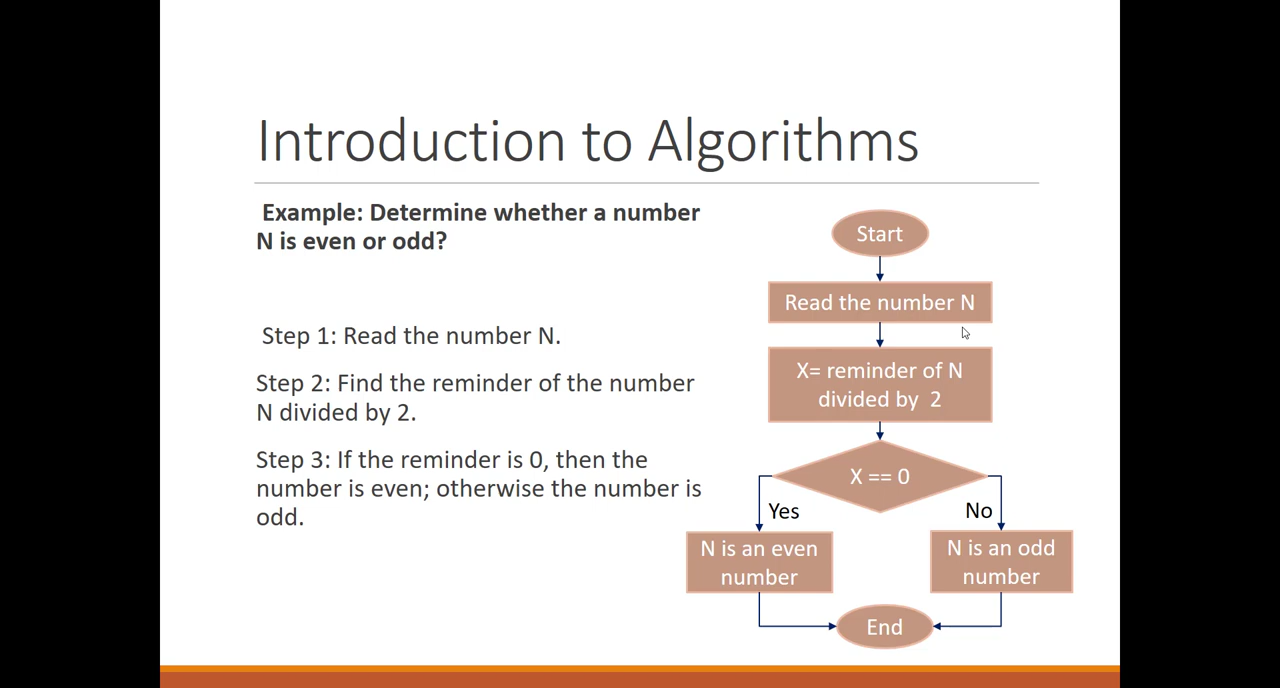 Introduction to Algorithms
Example: Determine whether a number
N is even or odd?
Step 1: Read the number N.
Step 2: Find the reminder of the number
N divided by 2.
Step 3: If the reminder is 0, then the
number is even; otherwise the number is
odd.
Start
Read the number N
X= reminder of N
divided by 2
X == 0
Yes
No
N is an even
number
N is an odd
number
End